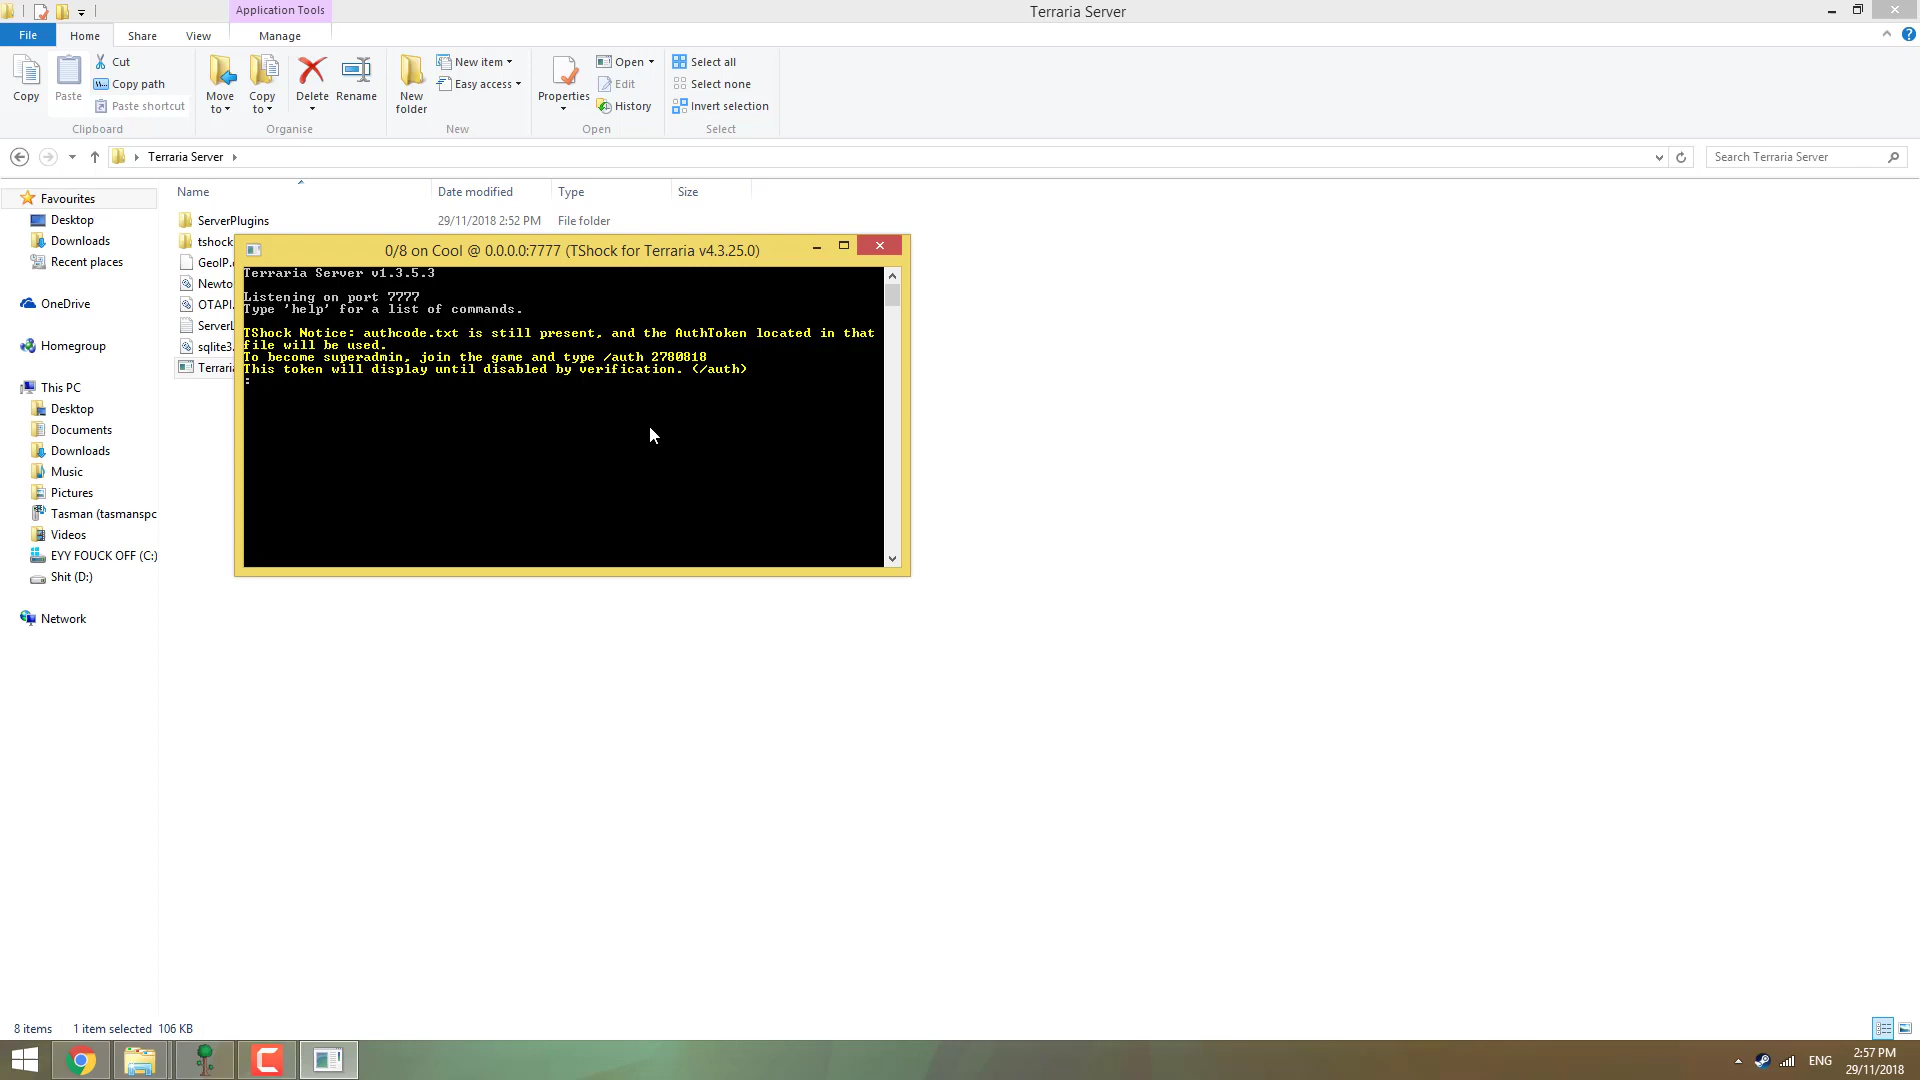 Application Tools
Terraria Server
File
Home
Share
View
Manage
Copy
Paste
Cut
Copy path
Paste shortcut
Clipboard
Move to
Copy to
Delete
Rename
Organise
New folder
New item
Easy access
New
Properties
Open
Edit
History
Open
Select all
Select none
Invert selection
Select
Terraria Server
Search Terraria Server
Name
Date modified
Type
Size
Favourites
Desktop
Downloads
Recent places
OneDrive
Homegroup
This PC
Desktop
Documents
Downloads
Music
Pictures
Tasman (tasmanspc
Videos
EYY FOUCK OFF (C:)
Shit (D:)
Network
ServerPlugins
29/11/2018 2:52 PM
File folder
tshock
GeoIP.
Newto
OTAPI
ServerL
sqlite3.
Terraria
0/8 on Cool @ 0.0.0.0:7777 (TShock for Terraria v4.3.25.0)
Terraria Server v1.3.5.3
Listening on port 7777
Type 'help' for a list of commands.
TShock Notice: authcode.txt is still present, and the AuthToken located in that
file will be used.
To become superadmin, join the game and type /auth 2780818
This token will display until disabled by verification. (/auth)
:
8 items
1 item selected 106 KB
ENG
2:57 PM
29/11/2018